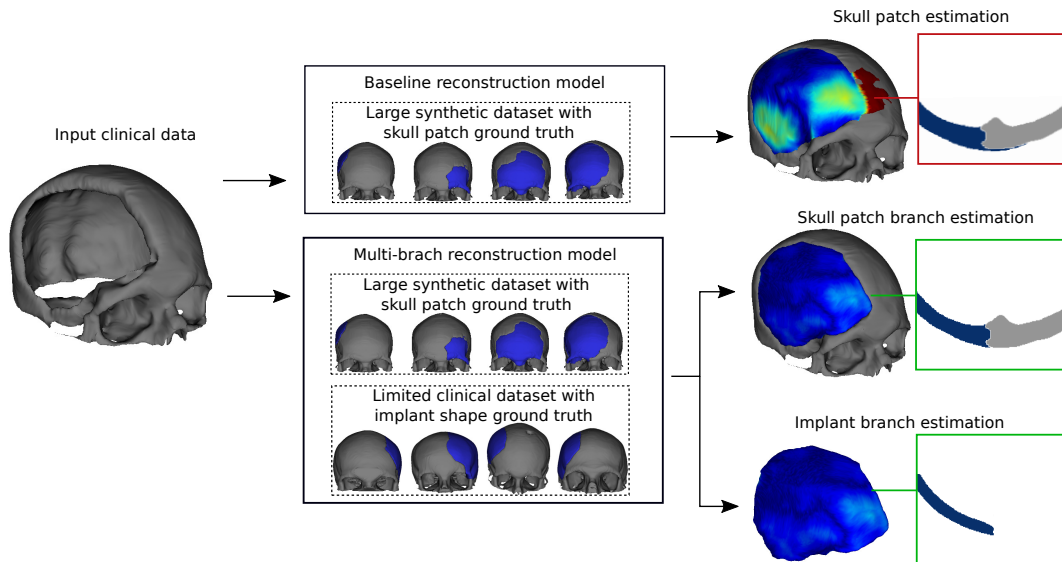 Input clinical data
Baseline reconstruction model
Large synthetic dataset with
skull patch ground truth
Multi-brach reconstruction model
Large synthetic dataset with
skull patch ground truth
Limited clinical dataset with
implant shape ground truth
Skull patch estimation
Skull patch branch estimation
Implant branch estimation